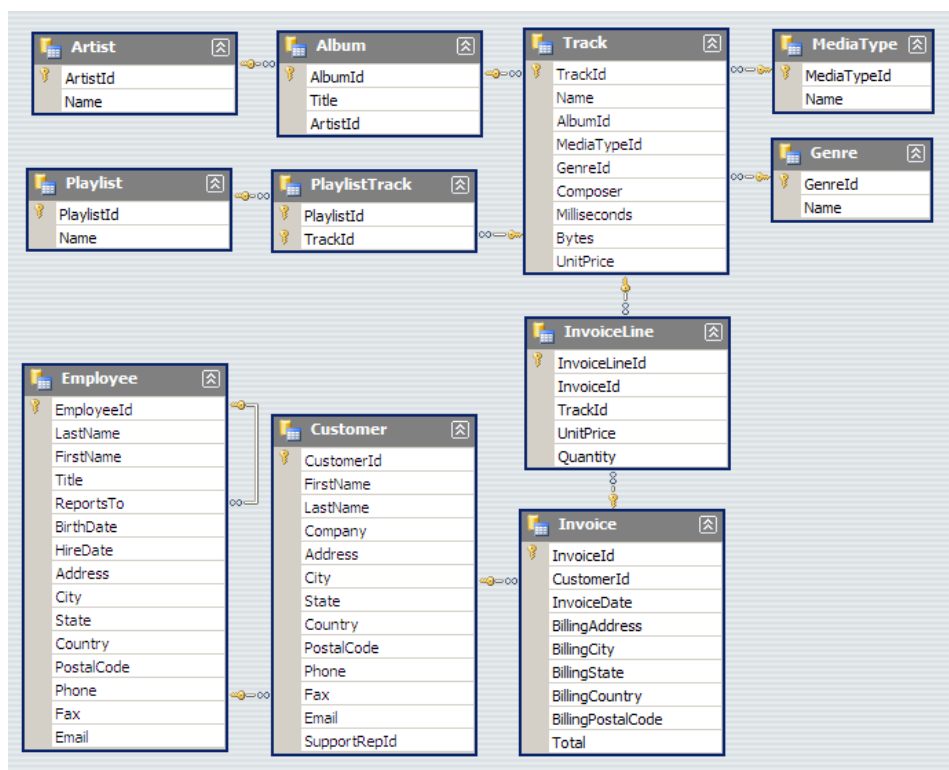 Artist
ArtistId
Name
Album
AlbumId
Title
ArtistId
Track
TrackId
Name
AlbumId
MediaTypeId
GenreId
Composer
Milliseconds
Bytes
UnitPrice
MediaType
MediaTypeId
Name
Genre
GenreId
Name
Playlist
PlaylistId
Name
PlaylistTrack
PlaylistId
TrackId
InvoiceLine
InvoiceLineId
InvoiceId
TrackId
UnitPrice
Quantity
Employee
EmployeeId
LastName
FirstName
Title
ReportsTo
BirthDate
HireDate
Address
City
State
Country
PostalCode
Phone
Fax
Email
Customer
CustomerId
FirstName
LastName
Company
Address
City
State
Country
PostalCode
Phone
Fax
Email
SupportRepId
Invoice
InvoiceId
CustomerId
InvoiceDate
BillingAddress
BillingCity
BillingState
BillingCountry
BillingPostalCode
Total